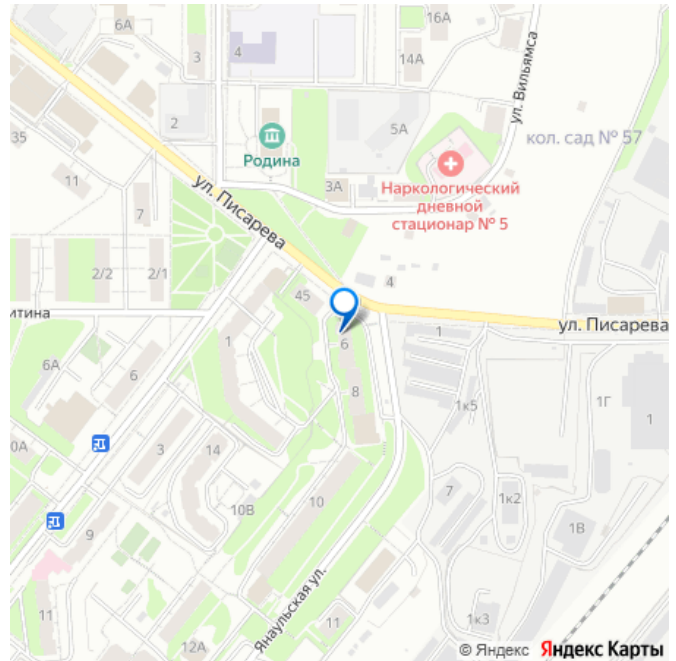 6А
16А
3
4
14А
ул. Вильямса
2
5А
кол. сад № 57
Родина
35
11
3А
Наркологический
дневной
стационар № 5
ул. Писарева
7
2/2
2/1
4
45
итина
1
6
1
ул. Писарева
6А
6
8
1к5
1Г
1
0А
3
14
7
10
10В
1к2
9
1В
11
Янаульская ул.
11
1к3
12А
© Яндекс Яндекс Карты